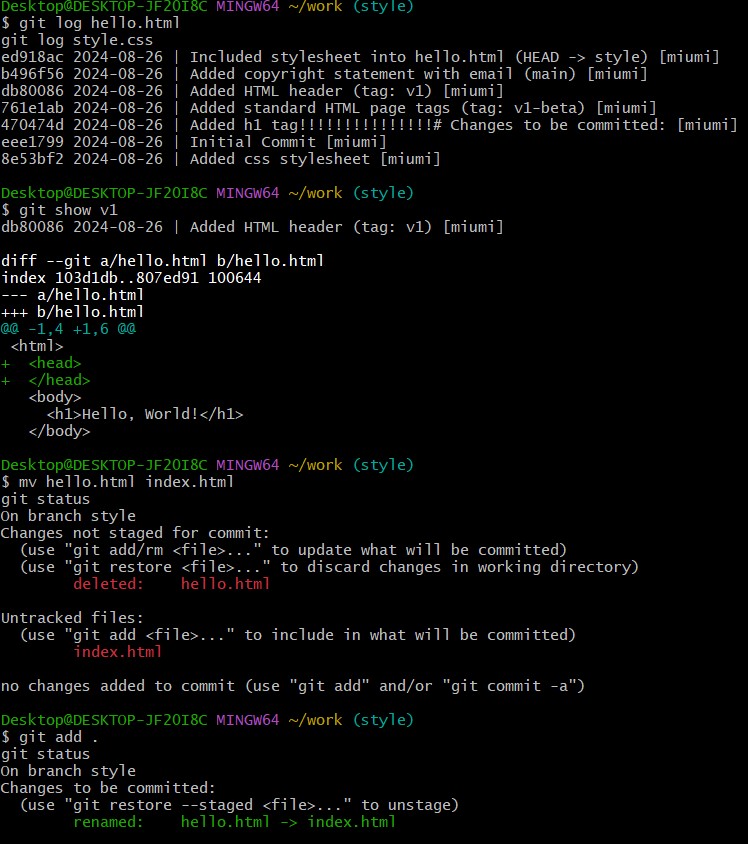 Desktop@DESKTOP-JF2OI8C MINGW64 ~/work (style)
$ git log hello.html
git log style.css
ed918ac 2024-08-26 | Included stylesheet into hello.html (HEAD -> style) [miumi]
b496f56 2024-08-26 | Added copyright statement with email (main) [miumi]
db80086 2024-08-26 | Added HTML header (tag: v1) [miumi]
761e1ab 2024-08-26 | Added standard HTML page tags (tag: v1-beta) [miumi]
470474d 2024-08-26 | Added h1 tag!!!!!!!!!!!!!!!# Changes to be committed: [miumi]
eee1799 2024-08-26 | Initial Commit [miumi]
8e53bf2 2024-08-26 | Added css stylesheet [miumi]
Desktop@DESKTOP-JF2OI8C MINGW64 ~/work (style)
$ git show v1
db80086 2024-08-26 | Added HTML header (tag: v1) [miumi]
diff --git a/hello.html b/hello.html
index 103d1db..807ed91 100644
--- a/hello.html
+++ b/hello.html
@@ -1,4 +1,6 @@
 <html>
+  <head>
+  </head>
   <body>
     <h1>Hello, World!</h1>
   </body>
Desktop@DESKTOP-JF2OI8C MINGW64 ~/work (style)
$ mv hello.html index.html
git status
On branch style
Changes not staged for commit:
  (use "git add/rm <file>..." to update what will be committed)
  (use "git restore <file>..." to discard changes in working directory)
        deleted:    hello.html
Untracked files:
  (use "git add <file>..." to include in what will be committed)
        index.html
no changes added to commit (use "git add" and/or "git commit -a")
Desktop@DESKTOP-JF2OI8C MINGW64 ~/work (style)
$ git add .
git status
On branch style
Changes to be committed:
  (use "git restore --staged <file>..." to unstage)
        renamed:    hello.html -> index.html